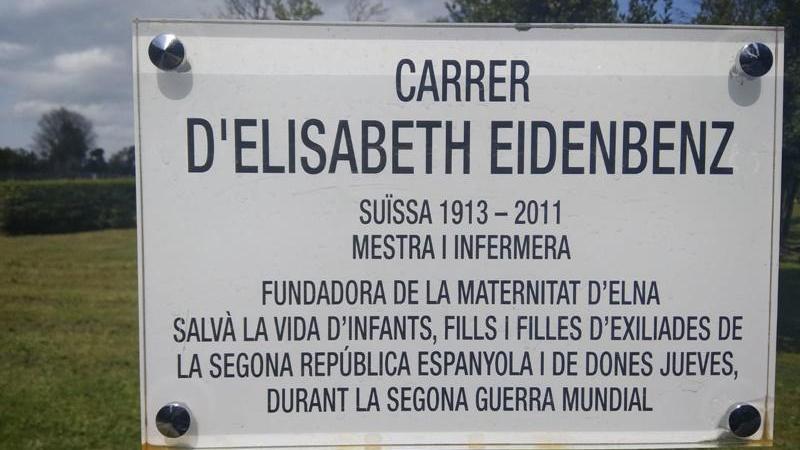 CARRER
D'ELISABETH EIDENBENZ
SUÏSSA 1913 – 2011
MESTRA I INFERMERA
FUNDADORA DE LA MATERNITAT D'ELNA
SALVÀ LA VIDA D'INFANTS, FILLS I FILLES D'EXILIADES DE
LA SEGONA REPÚBLICA ESPANYOLA I DE DONES JUEVES,
DURANT LA SEGONA GUERRA MUNDIAL